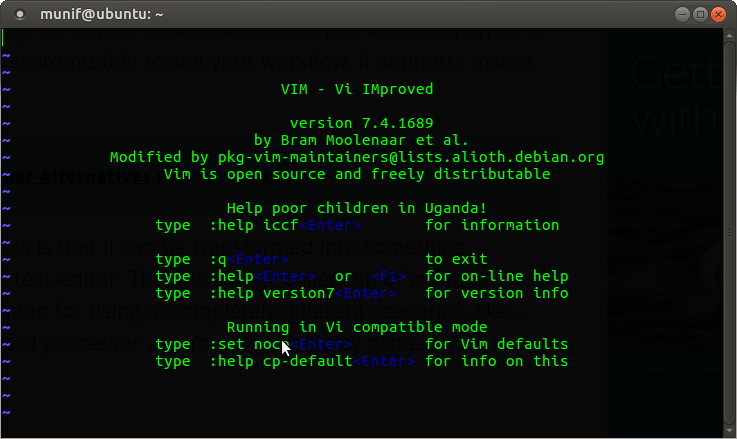 munif@ubuntu: ~
~
~
~
VIM - Vi IMproved
~
~
version 7.4.1689
~
by Bram Moolenaar et al.
~
Modified by pkg-vim-maintainers@lists.alioth.debian.org
~
Vim is open source and freely distributable
~
~
Help poor children in Uganda!
~
type :help iccf<Enter> for information
~
~
type :q<Enter> to exit
~
type :help<Enter> or <F1> for on-line help
~
type :help version7<Enter> for version info
~
~
Running in Vi compatible mode
~
type :set nocp<Enter> for Vim defaults
~
type :help cp-default<Enter> for info on this
~
~
~